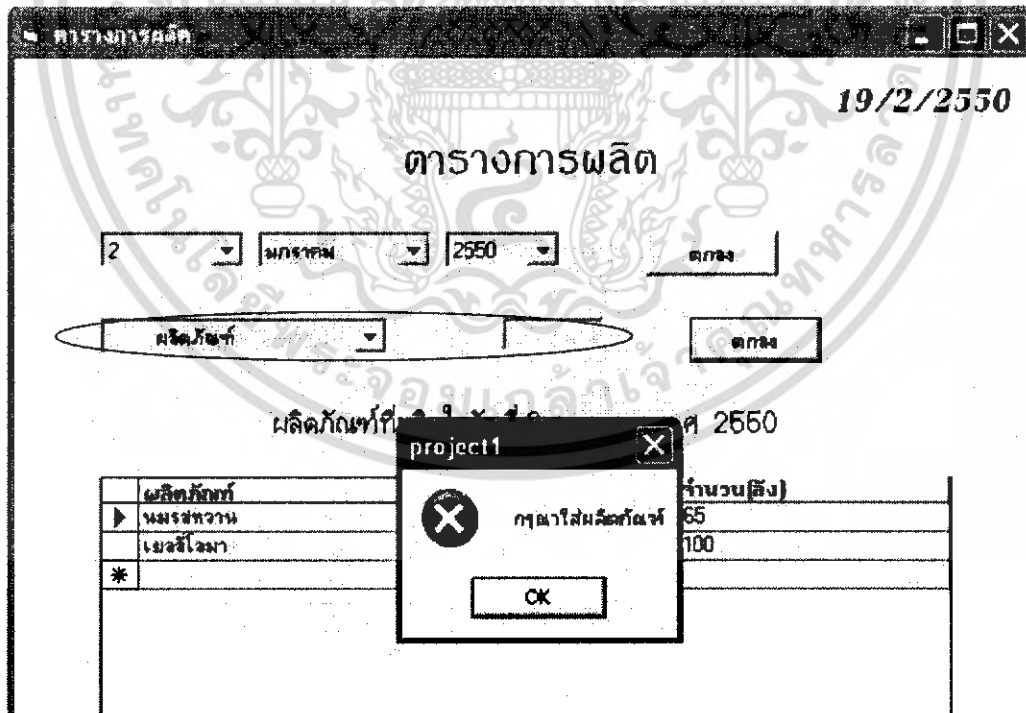 ตารางการผลิต
19/2/2550
ตารางการผลิต
2 มกราคม 2550 ตกลง
ผลิตภัณฑ์ ตกลง
ผลิตภัณฑ์ที่ 2550
project1
ผลิตภัณฑ์ จำนวน(ลัง)
นมรสหวาน 65
เยลลี่โลมา 100
กรุณาใส่ผลิตภัณฑ์
OK